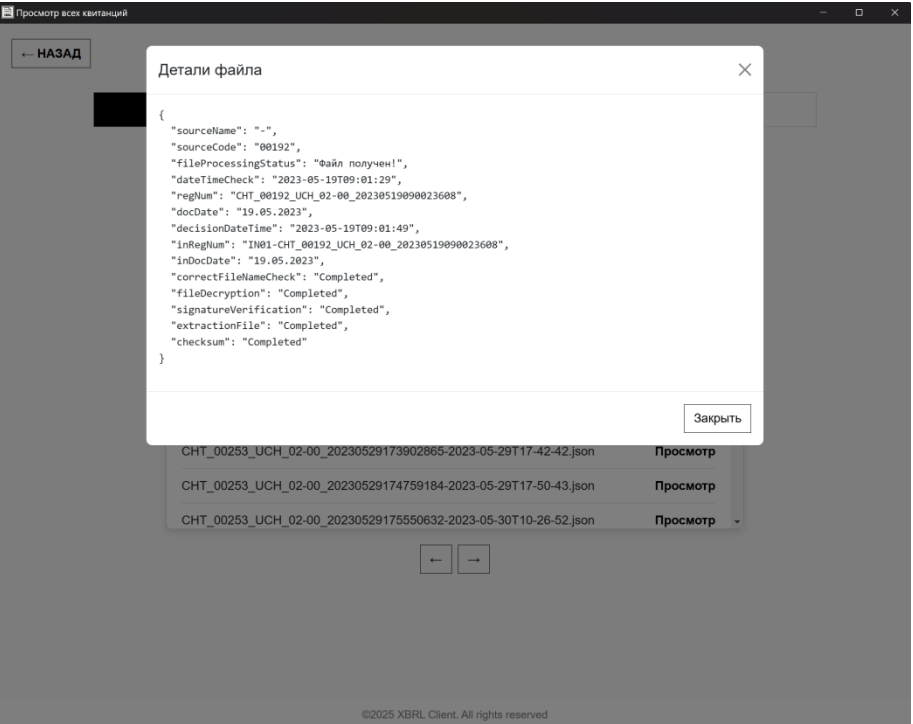 Просмотр всех квитанций
← НАЗАД
Детали файла
{
"sourceName": "-",
"sourceCode": "00192",
"fileProcessingStatus": "Файл получен!",
"dateTimeCheck": "2023-05-19T09:01:29",
"regNum": "CHT_00192_UCH_02-00_20230519090023608",
"docDate": "19.05.2023",
"decisionDateTime": "2023-05-19T09:01:49",
"inRegNum": "IN01-CHT_00192_UCH_02-00_20230519090023608",
"inDocDate": "19.05.2023",
"correctFileNameCheck": "Completed",
"fileDecryption": "Completed",
"signatureVerification": "Completed",
"extractionFile": "Completed",
"checksum": "Completed"
}
Закрыть
CHT_00253_UCH_02-00_20230529173902865-2023-05-29T17-42-42.json Просмотр
CHT_00253_UCH_02-00_20230529174759184-2023-05-29T17-50-43.json Просмотр
CHT_00253_UCH_02-00_20230529175550632-2023-05-30T10-26-52.json Просмотр
← →
©2025 XBRL Client. All rights reserved